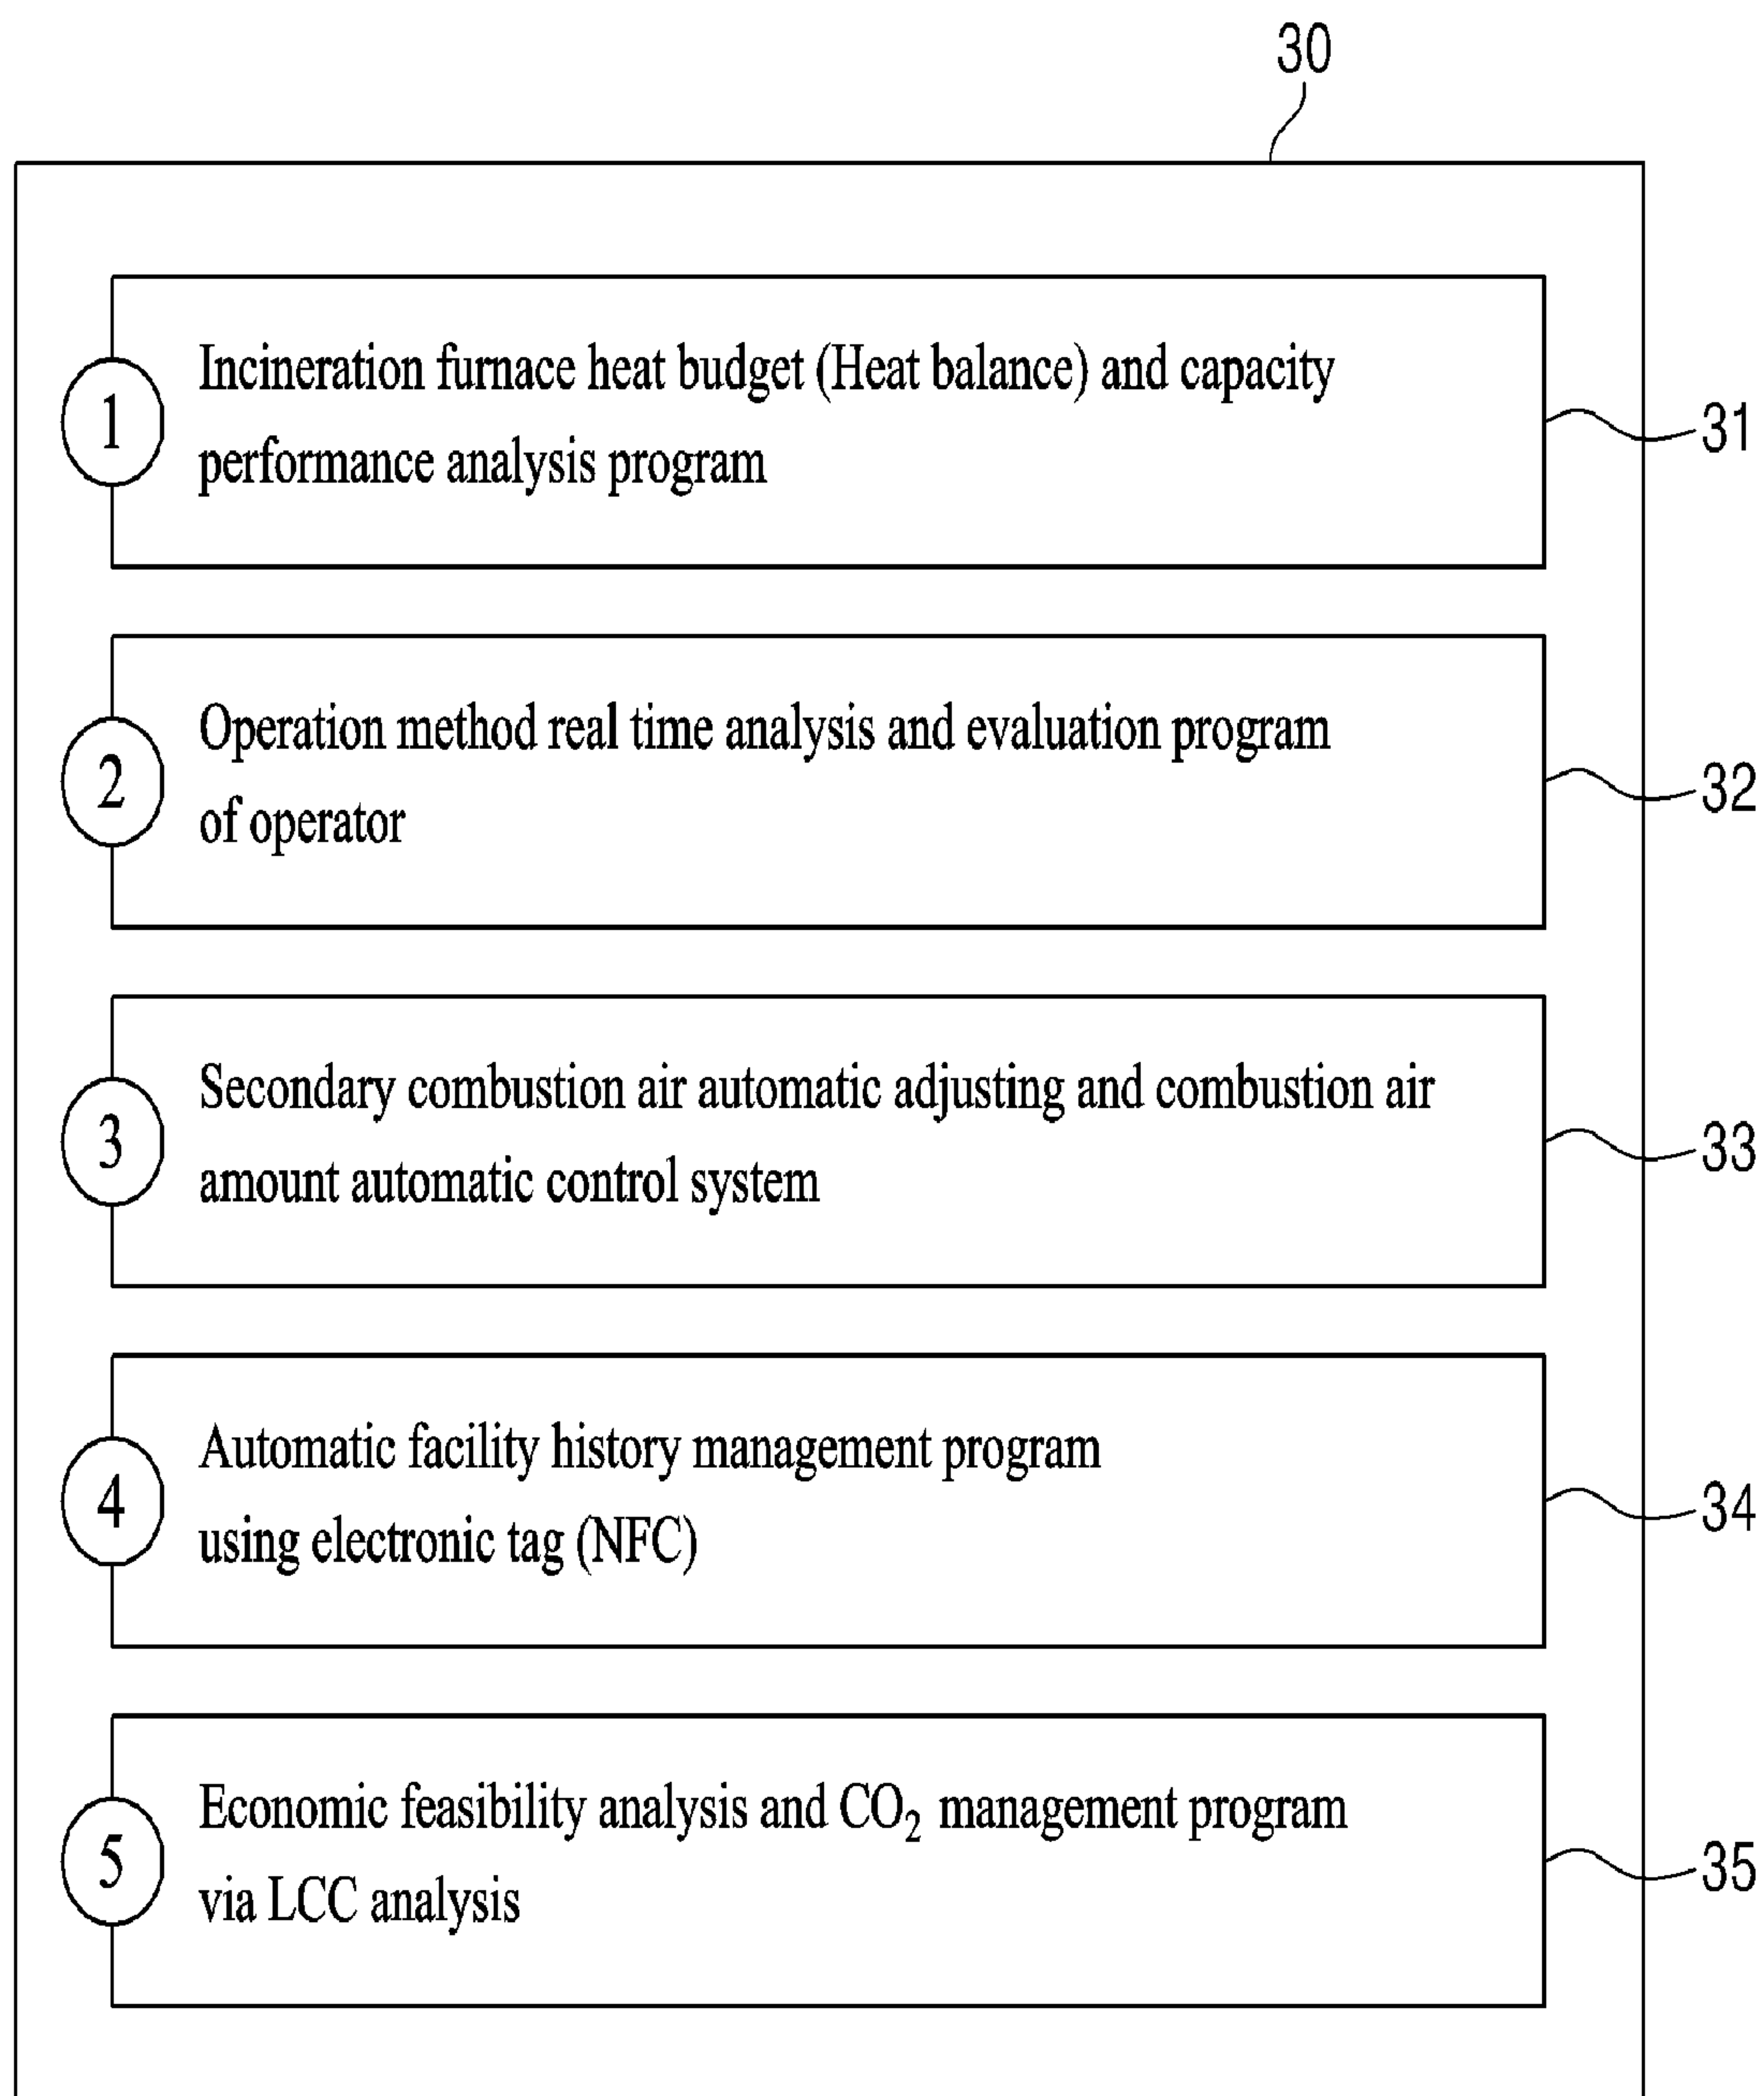 30
1
Incineration furnace heat budget (Heat balance) and capacity
performance analysis program
31
2
Operation method real time analysis and evaluation program
of operator
32
3
Secondary combustion air automatic adjusting and combustion air
amount automatic control system
33
4
Automatic facility history management program
using electronic tag (NFC)
34
5
Economic feasibility analysis and CO₂ management program
via LCC analysis
35